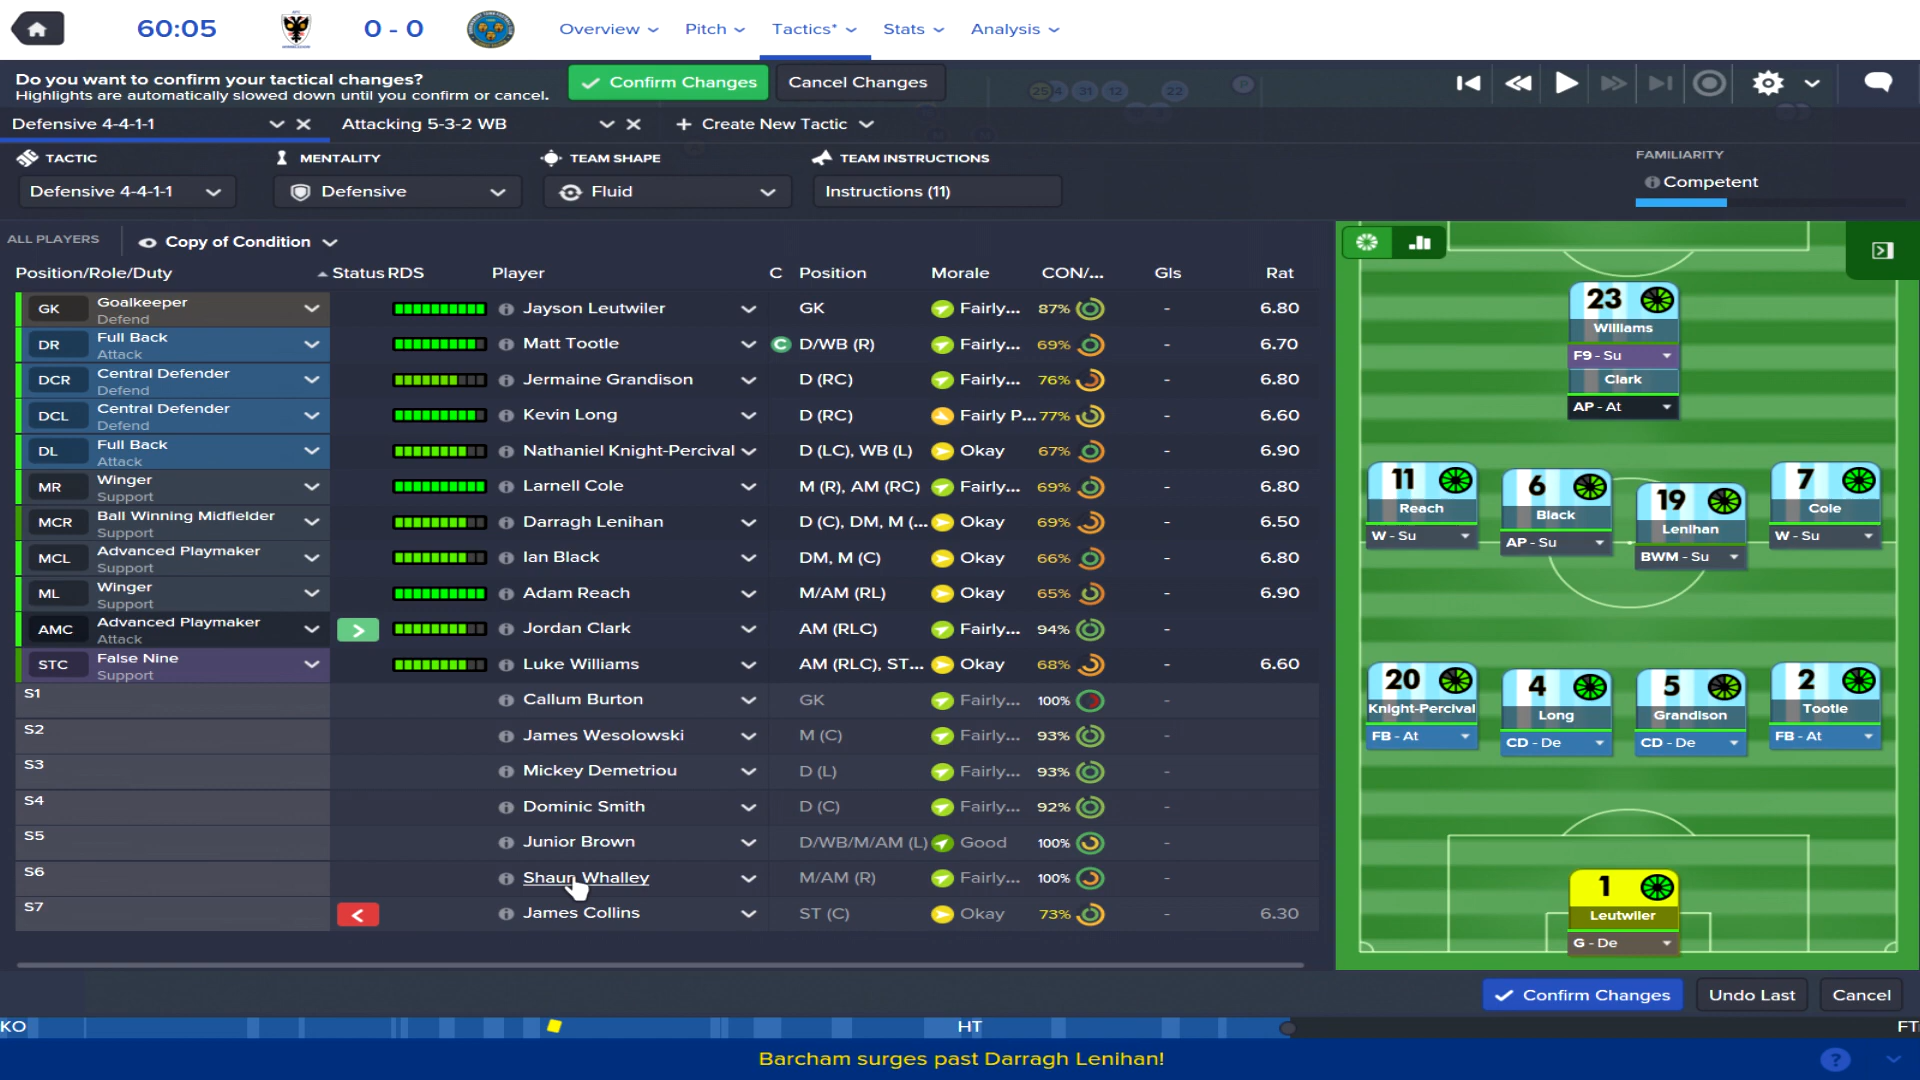 60:05 0 - 0 Overview Pitch Tactics* Stats Analysis
Do you want to confirm your tactical changes?
Highlights are automatically slowed down until you confirm or cancel.
Confirm Changes Cancel Changes
Defensive 4-4-1-1 Attacking 5-3-2 WB Create New Tactic
TACTIC MENTALITY TEAM SHAPE TEAM INSTRUCTIONS FAMILIARITY
Defensive 4-4-1-1 Defensive Fluid Instructions (11) Competent
ALL PLAYERS Copy of Condition
Position/Role/Duty Status RDS Player C Position Morale CON/... Gls Rat
GK Goalkeeper Defend Jayson Leutwiler GK Fairly... 87% - 6.80
DR Full Back Attack Matt Tootle C D/WB (R) Fairly... 69% - 6.70
DCR Central Defender Defend Jermaine Grandison D (RC) Fairly... 76% - 6.80
DCL Central Defender Defend Kevin Long D (RC) Fairly P... 77% - 6.60
DL Full Back Attack Nathaniel Knight-Percival D (LC), WB (L) Okay 67% - 6.90
MR Winger Support Larnell Cole M (R), AM (RC) Fairly... 69% - 6.80
MCR Ball Winning Midfielder Support Darragh Lenihan D (C), DM, M (... Okay 69% - 6.50
MCL Advanced Playmaker Support Ian Black DM, M (C) Okay 66% - 6.80
ML Winger Support Adam Reach M/AM (RL) Okay 65% - 6.90
AMC Advanced Playmaker Attack Jordan Clark AM (RLC) Fairly... 94% -
STC False Nine Support Luke Williams AM (RLC), ST... Okay 68% - 6.60
S1 Callum Burton GK Fairly... 100% -
S2 James Wesolowski M (C) Fairly... 93% -
S3 Mickey Demetriou D (L) Fairly... 93% -
S4 Dominic Smith D (C) Fairly... 92% -
S5 Junior Brown D/WB/M/AM (L) Good 100% -
S6 Shaun Whalley M/AM (R) Fairly... 100% -
S7 James Collins ST (C) Okay 73% - 6.30
23
Williams
F9 - Su
Clark
AP - At
11 6 19 7
Reach Black Lenihan Cole
W - Su AP - Su BWM - Su W - Su
20 4 5 2
Knight-Percival Long Grandison Tootle
FB - At CD - De CD - De FB - At
1
Leutwiler
G - De
Confirm Changes Undo Last Cancel
KO HT FT
Barcham surges past Darragh Lenihan!
?